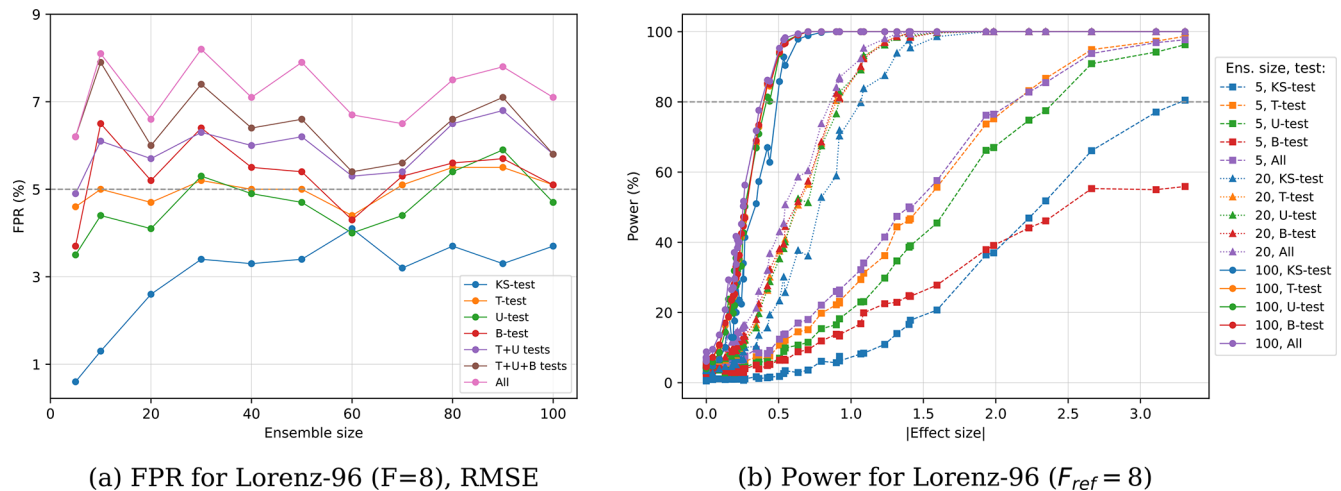 9
7
5
3
1
FPR (%)
0
20
40
60
80
100
Ensemble size
KS-test
T-test
U-test
B-test
T+U tests
T+U+B tests
All
(a) FPR for Lorenz-96 (F=8), RMSE
100
80
60
40
20
0
Power (%)
0.0
0.5
1.0
1.5
2.0
2.5
3.0
|Effect size|
Ens. size, test:
5, KS-test
5, T-test
5, U-test
5, B-test
5, All
20, KS-test
20, T-test
20, U-test
20, B-test
20, All
100, KS-test
100, T-test
100, U-test
100, B-test
100, All
(b) Power for Lorenz-96 (F_ref = 8)